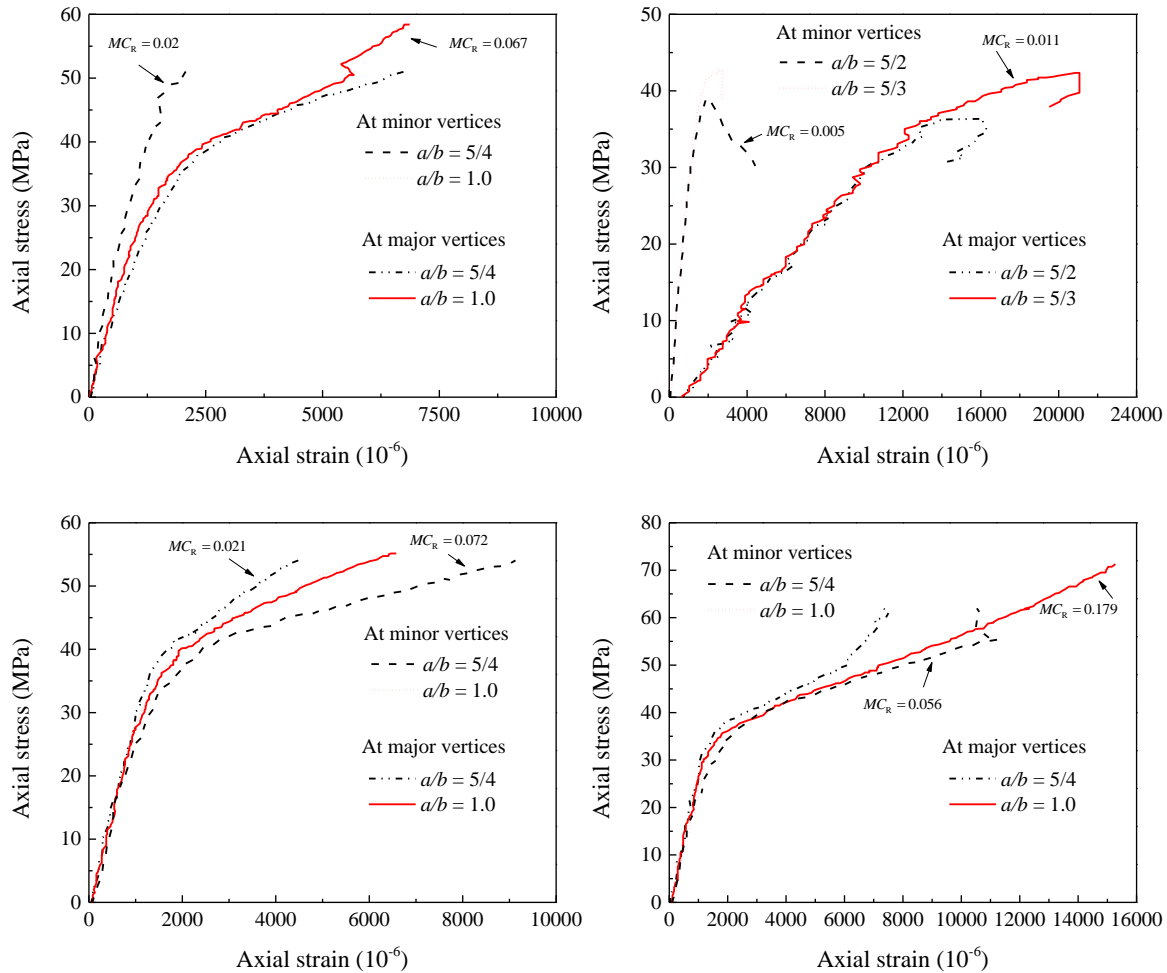 60
50
40
30
20
10
0
0
2500
5000
7500
10000
Axial stress (MPa)
Axial strain (10⁻⁶)
MC_R = 0.02
MC_R = 0.067
At minor vertices
a/b = 5/4
a/b = 1.0
At major vertices
a/b = 5/4
a/b = 1.0
50
40
30
20
10
0
0
4000
8000
12000
16000
20000
24000
Axial stress (MPa)
Axial strain (10⁻⁶)
At minor vertices
a/b = 5/2
a/b = 5/3
MC_R = 0.011
MC_R = 0.005
At major vertices
a/b = 5/2
a/b = 5/3
60
50
40
30
20
10
0
0
2000
4000
6000
8000
10000
Axial stress (MPa)
Axial strain (10⁻⁶)
MC_R = 0.021
MC_R = 0.072
At minor vertices
a/b = 5/4
a/b = 1.0
At major vertices
a/b = 5/4
a/b = 1.0
80
70
60
50
40
30
20
10
0
0
2000
4000
6000
8000
10000
12000
14000
16000
Axial stress (MPa)
Axial strain (10⁻⁶)
At minor vertices
a/b = 5/4
a/b = 1.0
MC_R = 0.179
MC_R = 0.056
At major vertices
a/b = 5/4
a/b = 1.0